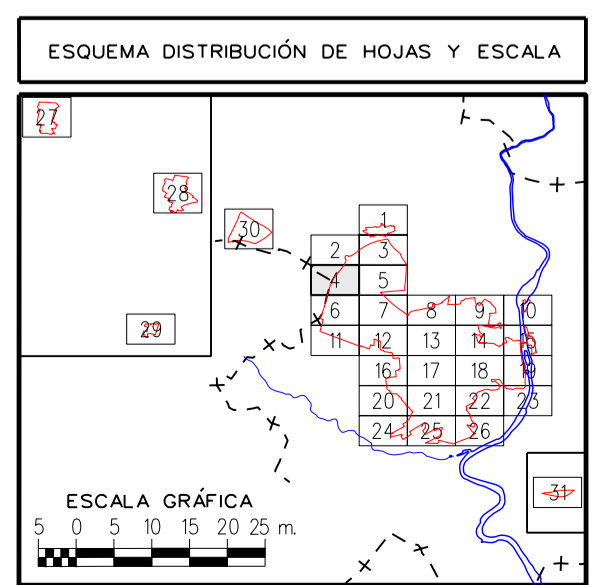 ESQUEMA DISTRIBUCIÓN DE HOJAS Y ESCALA
27
28
30
29
1
2 3
4 5
6 7 8 9 10
11 12 13 14 15
16 17 18 19
20 21 22 23
24 25 26
31
ESCALA GRÁFICA
5 0 5 10 15 20 25 m.